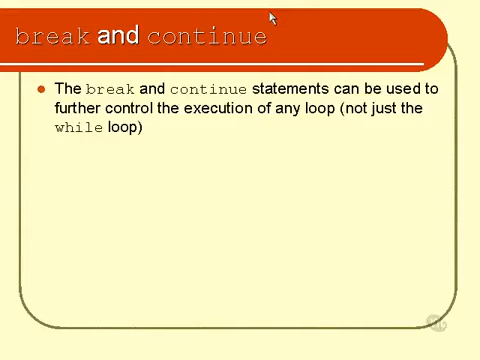 break and continue
The break and continue statements can be used to
further control the execution of any loop (not just the
while loop)